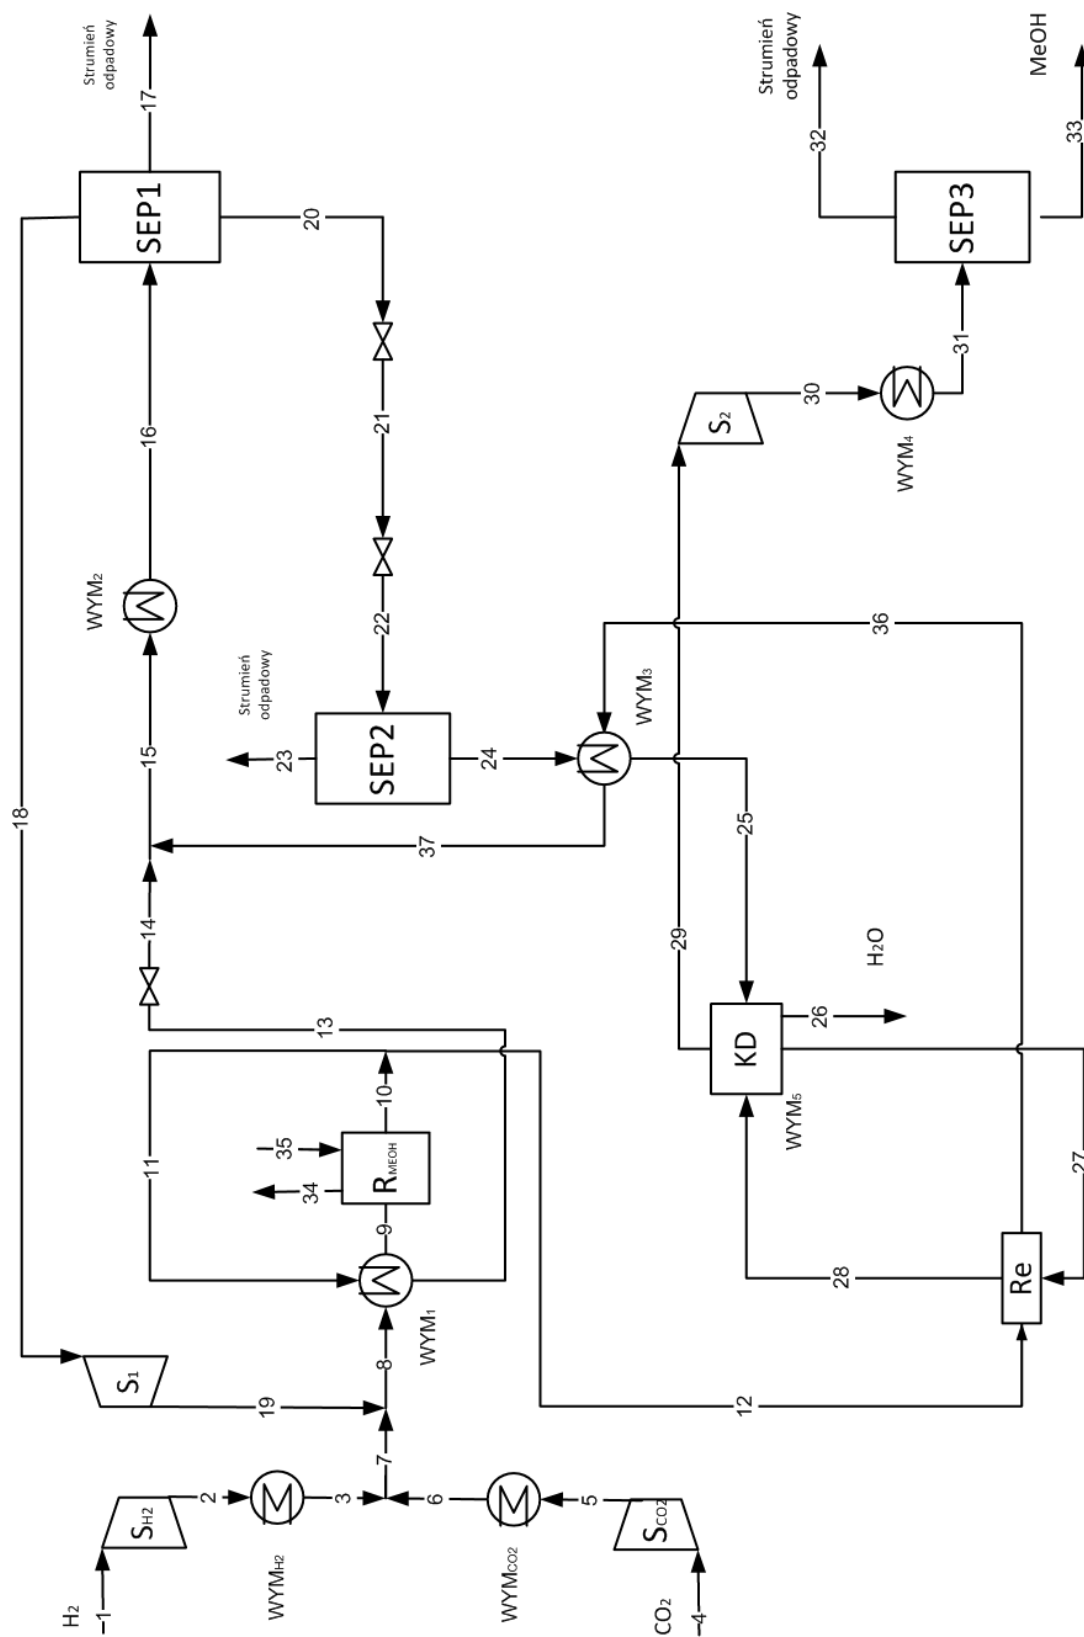 H2
1
SH2
2
WYMH2
3
CO2
4
SCO2
5
WYMCO2
6
7
8
WYM1
9
RMEOH
10
34
35
11
12
13
14
15
WYM2
16
SEP1
17
Strumień
odpadowy
18
S1
19
20
21
22
SEP2
23
Strumień
odpadowy
24
WYM3
25
KD
WYM5
26
H2O
27
Re
28
29
S2
30
WYM4
31
SEP3
32
Strumień
odpadowy
33
MeOH
36
37